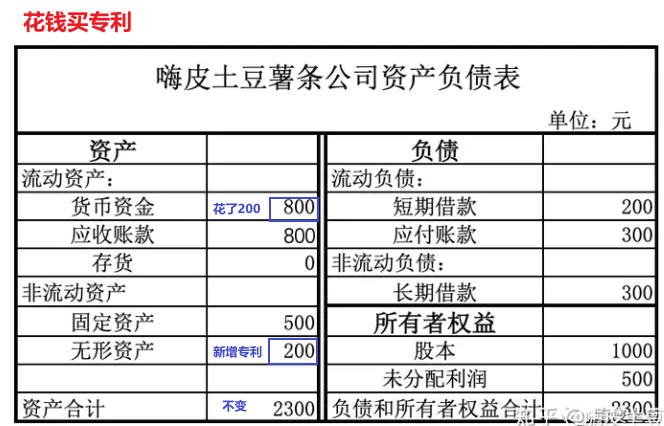 花钱买专利
嗨皮土豆薯条公司资产负债表
单位：元
资产 负债
流动资产： 流动负债：
货币资金 花了200 800 短期借款 200
应收账款 800 应付账款 300
存货 0 非流动负债：
非流动资产 长期借款 300
固定资产 500 所有者权益
无形资产 新增专利 200 股本 1000
未分配利润 500
资产合计 不变 2300 负债和所有者权益合计 2300
知乎